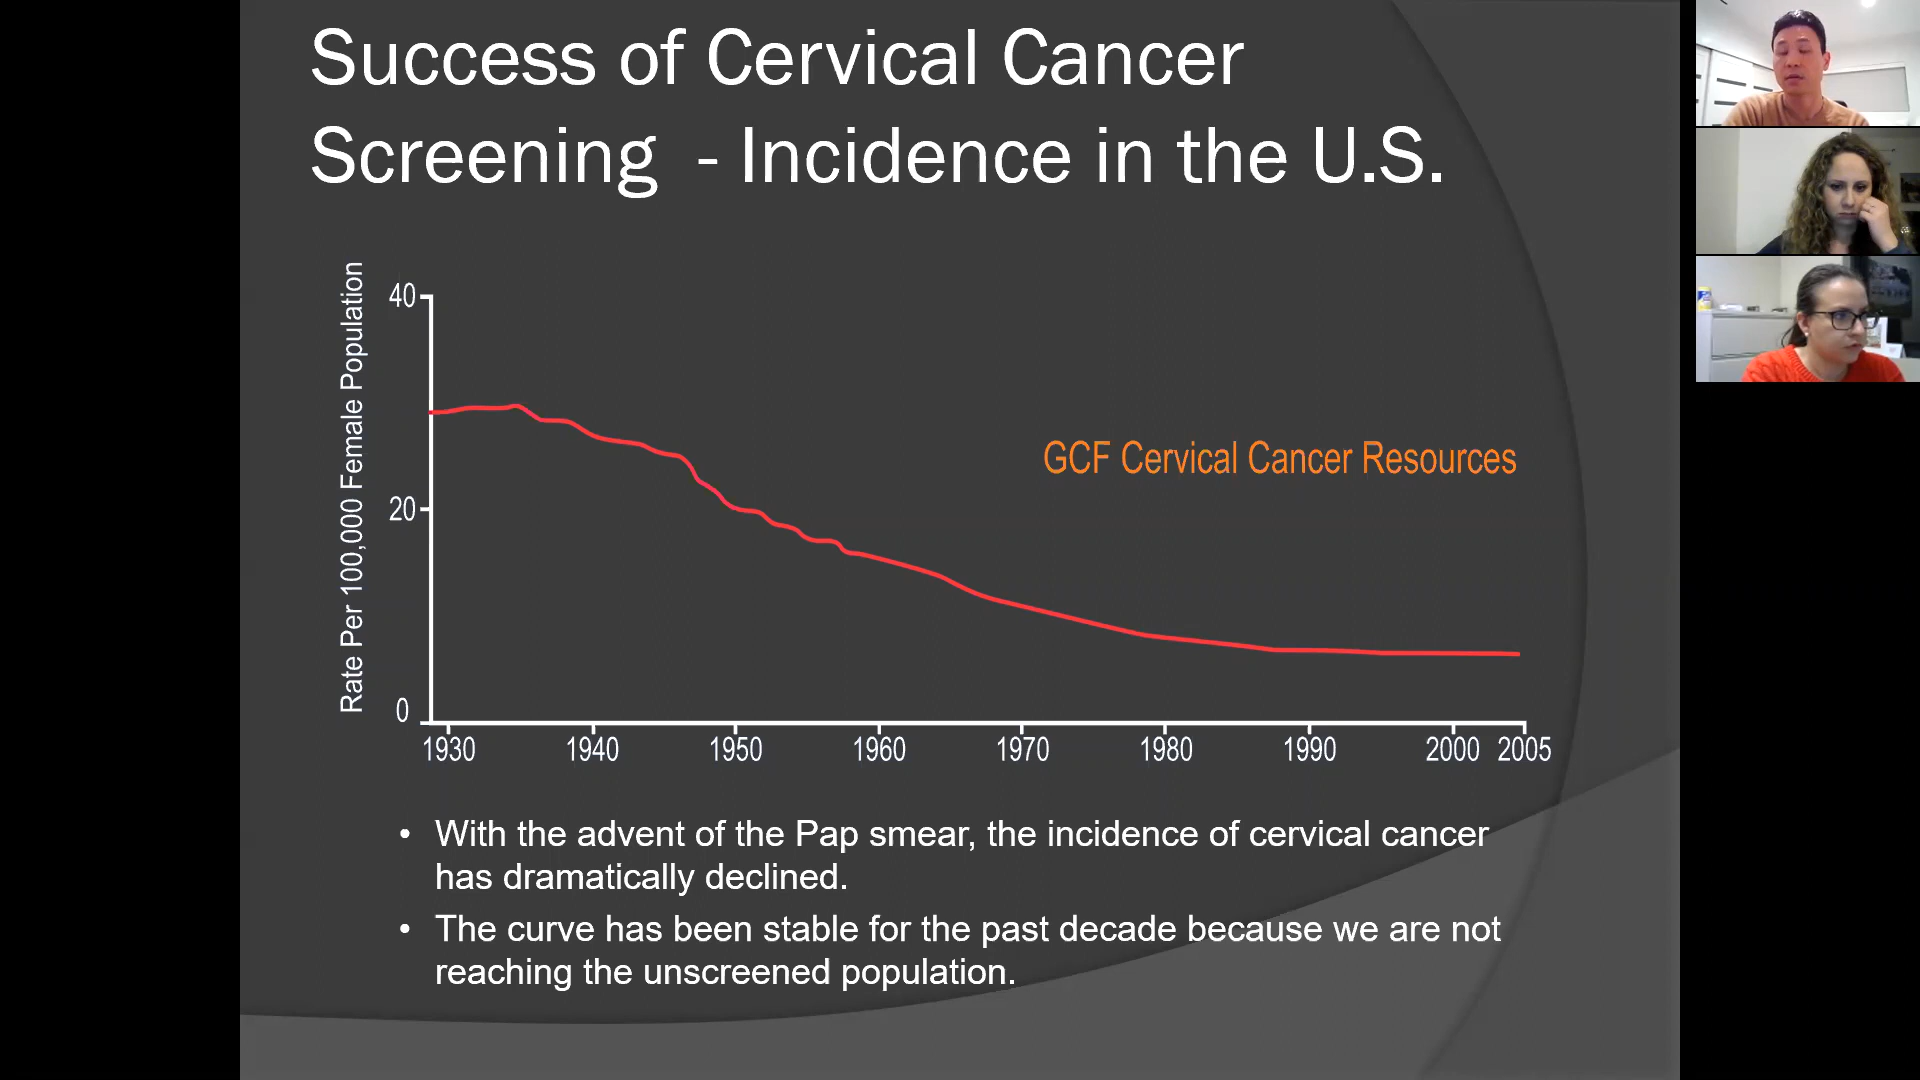 Success of Cervical Cancer
Screening - Incidence in the U.S.
Rate Per 100,000 Female Population
40
20
0
GCF Cervical Cancer Resources
1930 1940 1950 1960 1970 1980 1990 2000 2005
• With the advent of the Pap smear, the incidence of cervical cancer
has dramatically declined.
• The curve has been stable for the past decade because we are not
reaching the unscreened population.